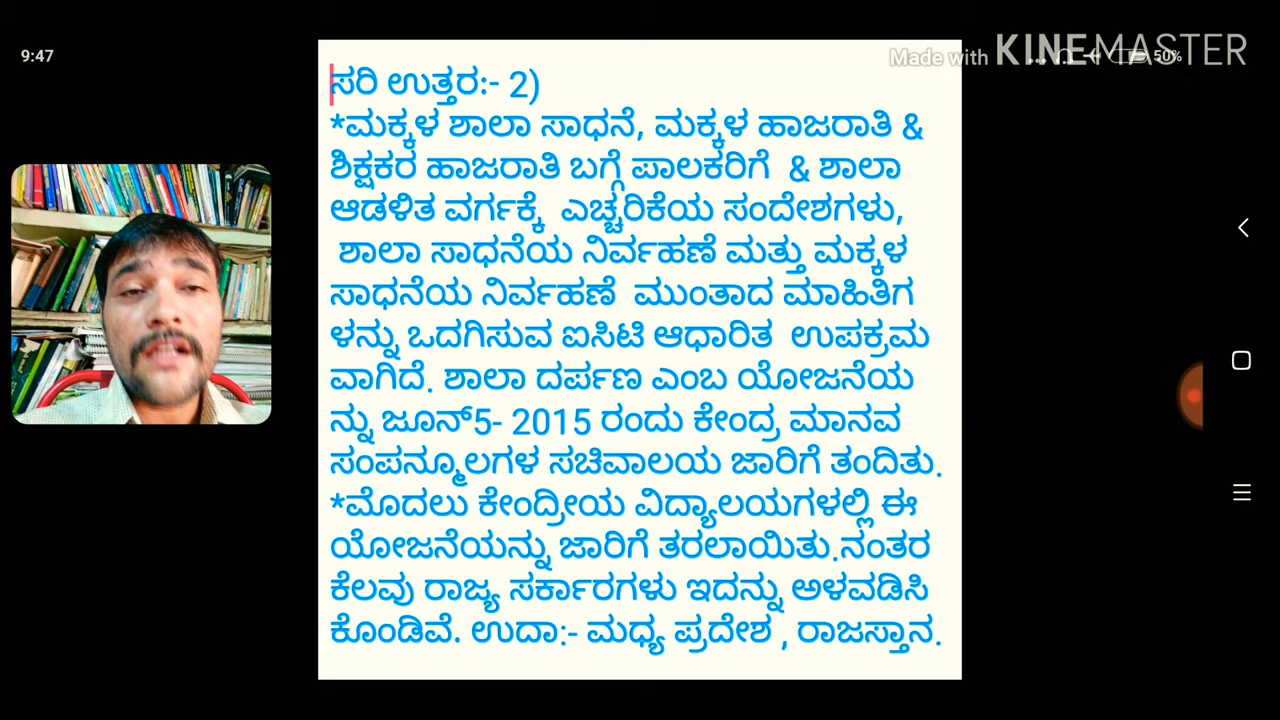 9:47
Made with KINEMASTER
50%
ಸರಿ ಉತ್ತರ:- 2)
*ಮಕ್ಕಳ ಶಾಲಾ ಸಾಧನೆ, ಮಕ್ಕಳ ಹಾಜರಾತಿ &
ಶಿಕ್ಷಕರ ಹಾಜರಾತಿ ಬಗ್ಗೆ ಪಾಲಕರಿಗೆ & ಶಾಲಾ
ಆಡಳಿತ ವರ್ಗಕ್ಕೆ ಎಚ್ಚರಿಕೆಯ ಸಂದೇಶಗಳು,
ಶಾಲಾ ಸಾಧನೆಯ ನಿರ್ವಹಣೆ ಮತ್ತು ಮಕ್ಕಳ
ಸಾಧನೆಯ ನಿರ್ವಹಣೆ ಮುಂತಾದ ಮಾಹಿತಿಗ
ಳನ್ನು ಒದಗಿಸುವ ಐಸಿಟಿ ಆಧಾರಿತ ಉಪಕ್ರಮ
ವಾಗಿದೆ. ಶಾಲಾ ದರ್ಪಣ ಎಂಬ ಯೋಜನೆಯ
ನ್ನು ಜೂನ್5- 2015 ರಂದು ಕೇಂದ್ರ ಮಾನವ
ಸಂಪನ್ಮೂಲಗಳ ಸಚಿವಾಲಯ ಜಾರಿಗೆ ತಂದಿತು.
*ಮೊದಲು ಕೇಂದ್ರೀಯ ವಿದ್ಯಾಲಯಗಳಲ್ಲಿ ಈ
ಯೋಜನೆಯನ್ನು ಜಾರಿಗೆ ತರಲಾಯಿತು.ನಂತರ
ಕೆಲವು ರಾಜ್ಯ ಸರ್ಕಾರಗಳು ಇದನ್ನು ಅಳವಡಿಸಿ
ಕೊಂಡಿವೆ. ಉದಾ:- ಮಧ್ಯ ಪ್ರದೇಶ , ರಾಜಸ್ತಾನ.